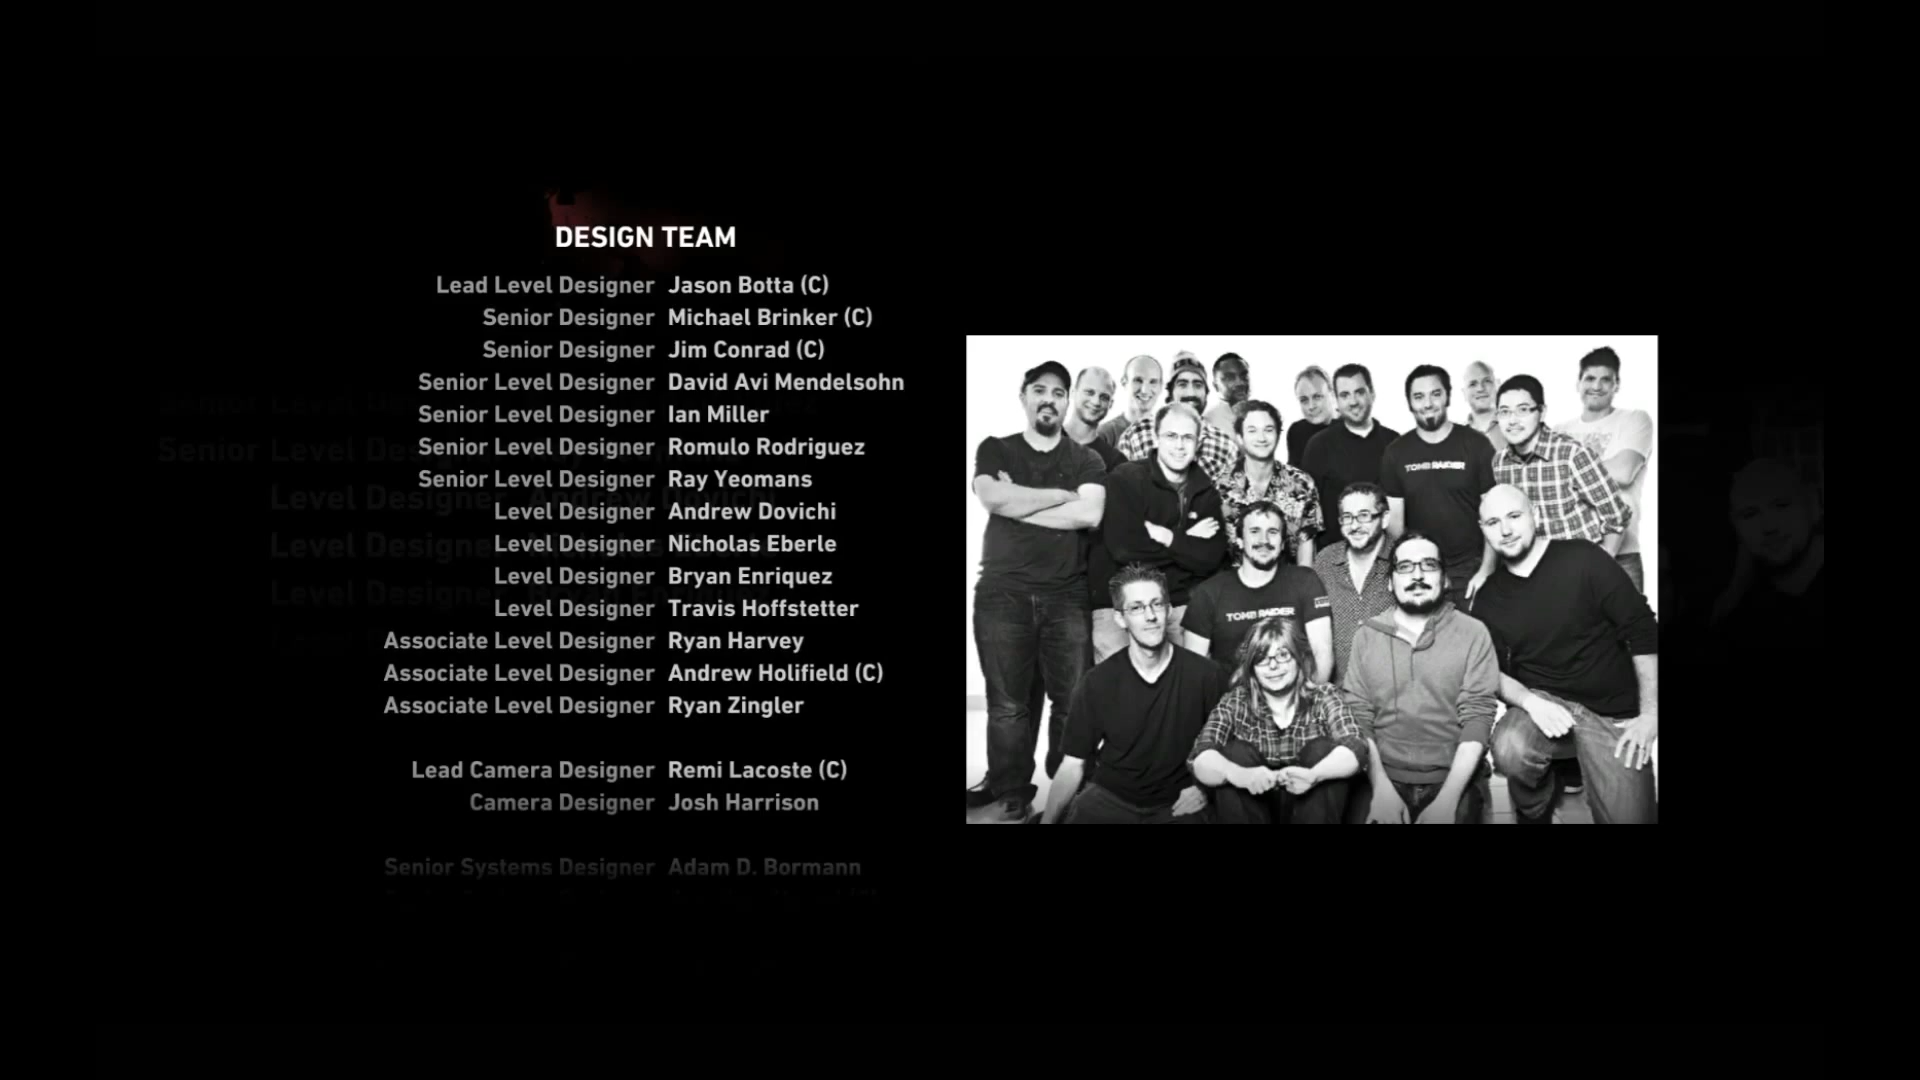 DESIGN TEAM
Lead Level Designer Jason Botta (C)
Senior Designer Michael Brinker (C)
Senior Designer Jim Conrad (C)
Senior Level Designer David Avi Mendelsohn
Senior Level Designer Ian Miller
Senior Level Designer Romulo Rodriguez
Senior Level Designer Ray Yeomans
Level Designer Andrew Dovichi
Level Designer Nicholas Eberle
Level Designer Bryan Enriquez
Level Designer Travis Hoffstetter
Associate Level Designer Ryan Harvey
Associate Level Designer Andrew Holifield (C)
Associate Level Designer Ryan Zingler
Lead Camera Designer Remi Lacoste (C)
Camera Designer Josh Harrison
Senior Systems Designer Adam D. Bormann
TOMB RAIDER
TOMB RAIDER